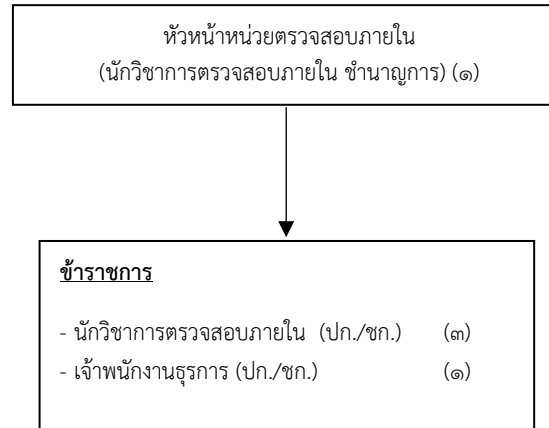 หัวหน้าหน่วยตรวจสอบภายใน
(นักวิชาการตรวจสอบภายใน ชำนาญการ) (๑)
ข้าราชการ
- นักวิชาการตรวจสอบภายใน (ปก./ชก.) (๓)
- เจ้าพนักงานธุรการ (ปก./ชก.) (๑)